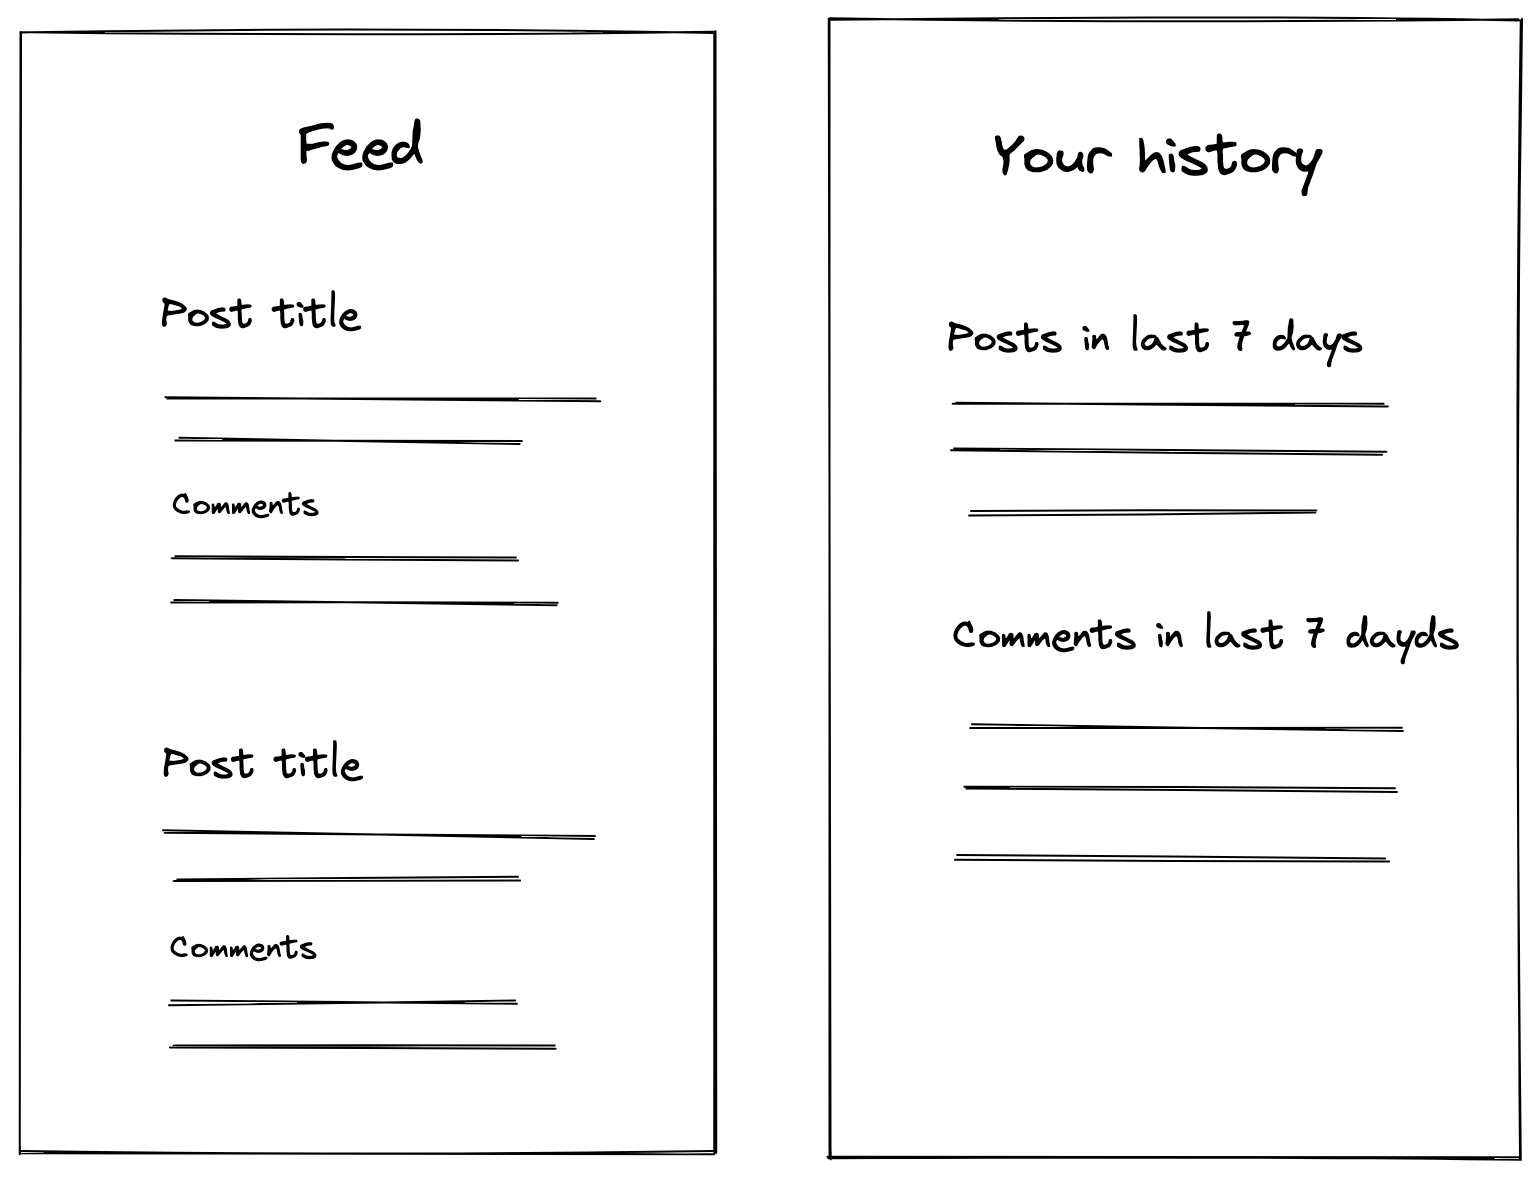 Feed
Post title
Comments
Post title
Comments
Your history
Posts in last 7 days
Comments in last 7 dayds